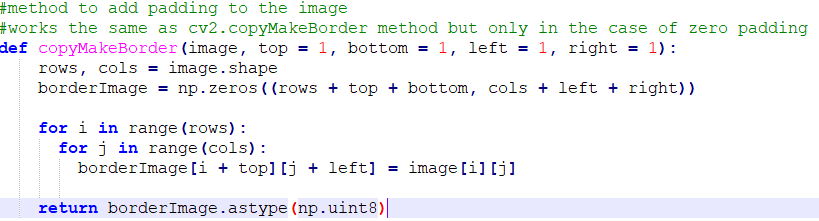 #method to add padding to the image
#works the same as cv2.copyMakeBorder method but only in the case of zero padding
def copyMakeBorder(image, top = 1, bottom = 1, left = 1, right = 1):
    rows, cols = image.shape
    borderImage = np.zeros((rows + top + bottom, cols + left + right))
    for i in range(rows):
      for j in range(cols):
        borderImage[i + top][j + left] = image[i][j]
    return borderImage.astype(np.uint8)